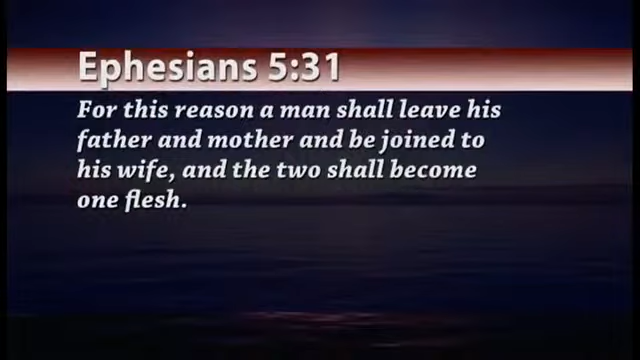 Ephesians 5:31
For this reason a man shall leave his
father and mother and be joined to
his wife, and the two shall become
one flesh.